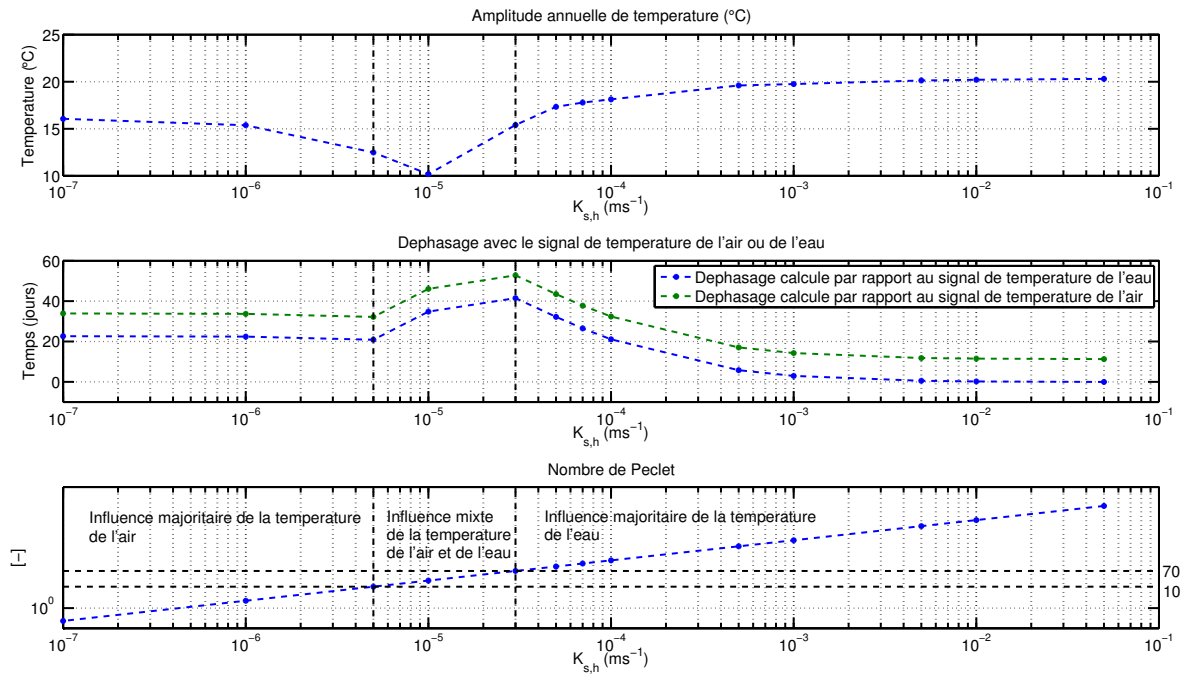 Amplitude annuelle de temperature (°C)
Temperature (°C)
25
20
15
10
10⁻⁷ 10⁻⁶ 10⁻⁵ 10⁻⁴ 10⁻³ 10⁻² 10⁻¹
K_s,h (ms⁻¹)
Dephasage avec le signal de temperature de l'air ou de l'eau
Temps (jours)
60
40
20
0
Dephasage calcule par rapport au signal de temperature de l'eau
Dephasage calcule par rapport au signal de temperature de l'air
10⁻⁷ 10⁻⁶ 10⁻⁵ 10⁻⁴ 10⁻³ 10⁻² 10⁻¹
K_s,h (ms⁻¹)
Nombre de Peclet
[−]
10⁰
Influence majoritaire de la temperature
de l'air
Influence mixte
de la temperature
de l'air et de l'eau
Influence majoritaire de la temperature
de l'eau
70
10
10⁻⁷ 10⁻⁶ 10⁻⁵ 10⁻⁴ 10⁻³ 10⁻² 10⁻¹
K_s,h (ms⁻¹)